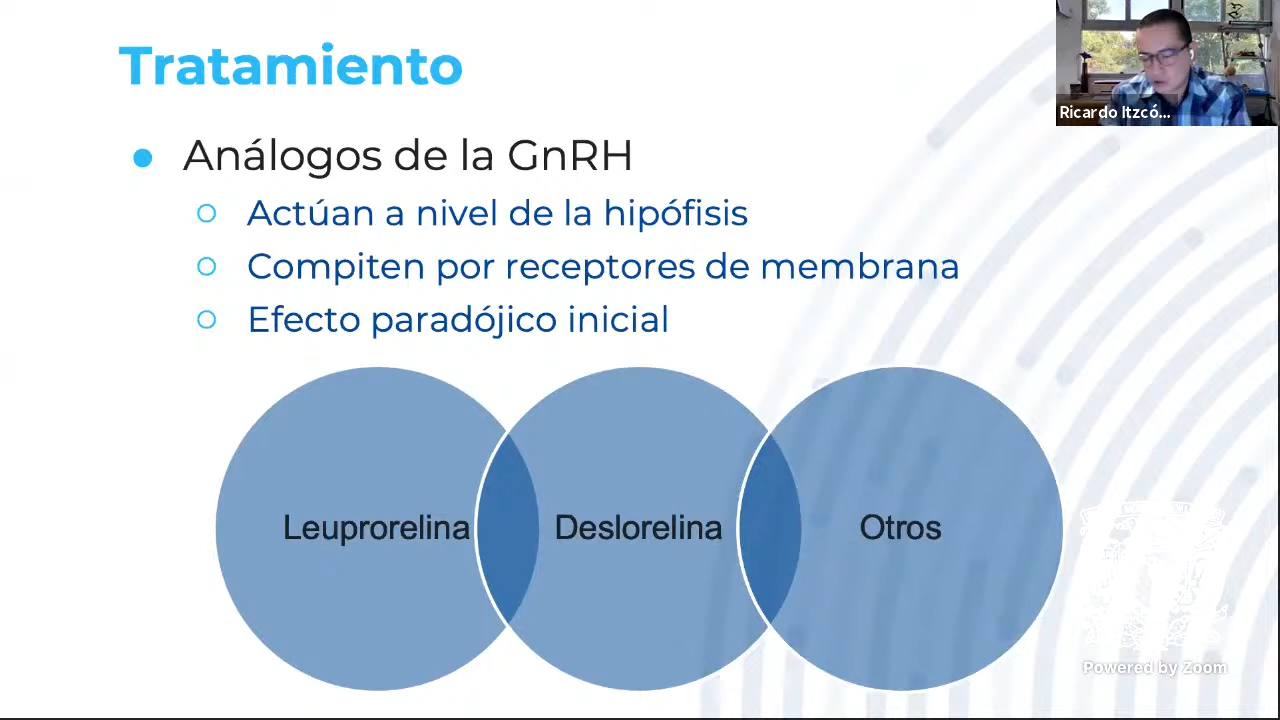 Tratamiento
Ricardo Itzcó...
Análogos de la GnRH
Actúan a nivel de la hipófisis
Compiten por receptores de membrana
Efecto paradójico inicial
Leuprorelina
Deslorelina
Otros
Powered by Zoom